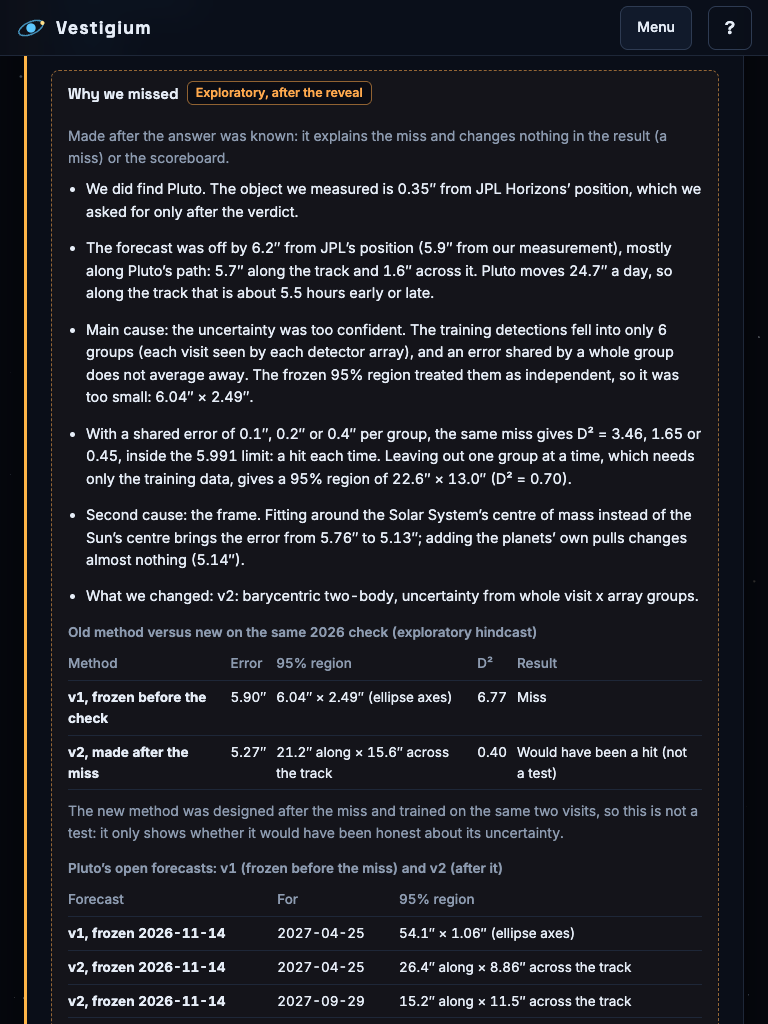 Vestigium
Menu
?
Why we missed
Exploratory, after the reveal
Made after the answer was known: it explains the miss and changes nothing in the result (a
miss) or the scoreboard.
• We did find Pluto. The object we measured is 0.35″ from JPL Horizons’ position, which we
asked for only after the verdict.
• The forecast was off by 6.2″ from JPL’s position (5.9″ from our measurement), mostly
along Pluto’s path: 5.7″ along the track and 1.6″ across it. Pluto moves 24.7″ a day, so
along the track that is about 5.5 hours early or late.
• Main cause: the uncertainty was too confident. The training detections fell into only 6
groups (each visit seen by each detector array), and an error shared by a whole group
does not average away. The frozen 95% region treated them as independent, so it was
too small: 6.04″ × 2.49″.
• With a shared error of 0.1″, 0.2″ or 0.4″ per group, the same miss gives D² = 3.46, 1.65 or
0.45, inside the 5.991 limit: a hit each time. Leaving out one group at a time, which needs
only the training data, gives a 95% region of 22.6″ × 13.0″ (D² = 0.70).
• Second cause: the frame. Fitting around the Solar System’s centre of mass instead of the
Sun’s centre brings the error from 5.76″ to 5.13″; adding the planets’ own pulls changes
almost nothing (5.14″).
• What we changed: v2: barycentric two-body, uncertainty from whole visit x array groups.
Old method versus new on the same 2026 check (exploratory hindcast)
Method Error 95% region D² Result
v1, frozen before the 5.90″ 6.04″ × 2.49″ (ellipse axes) 6.77 Miss
check
v2, made after the 5.27″ 21.2″ along × 15.6″ across 0.40 Would have been a hit (not
miss) the track a test)
The new method was designed after the miss and trained on the same two visits, so this is not a
test: it only shows whether it would have been honest about its uncertainty.
Pluto’s open forecasts: v1 (frozen before the miss) and v2 (after it)
Forecast For 95% region
v1, frozen 2026-11-14 2027-04-25 54.1″ × 1.06″ (ellipse axes)
v2, frozen 2026-11-14 2027-04-25 26.4″ along × 8.86″ across the track
v2, frozen 2026-11-14 2027-09-29 15.2″ along × 11.5″ across the track